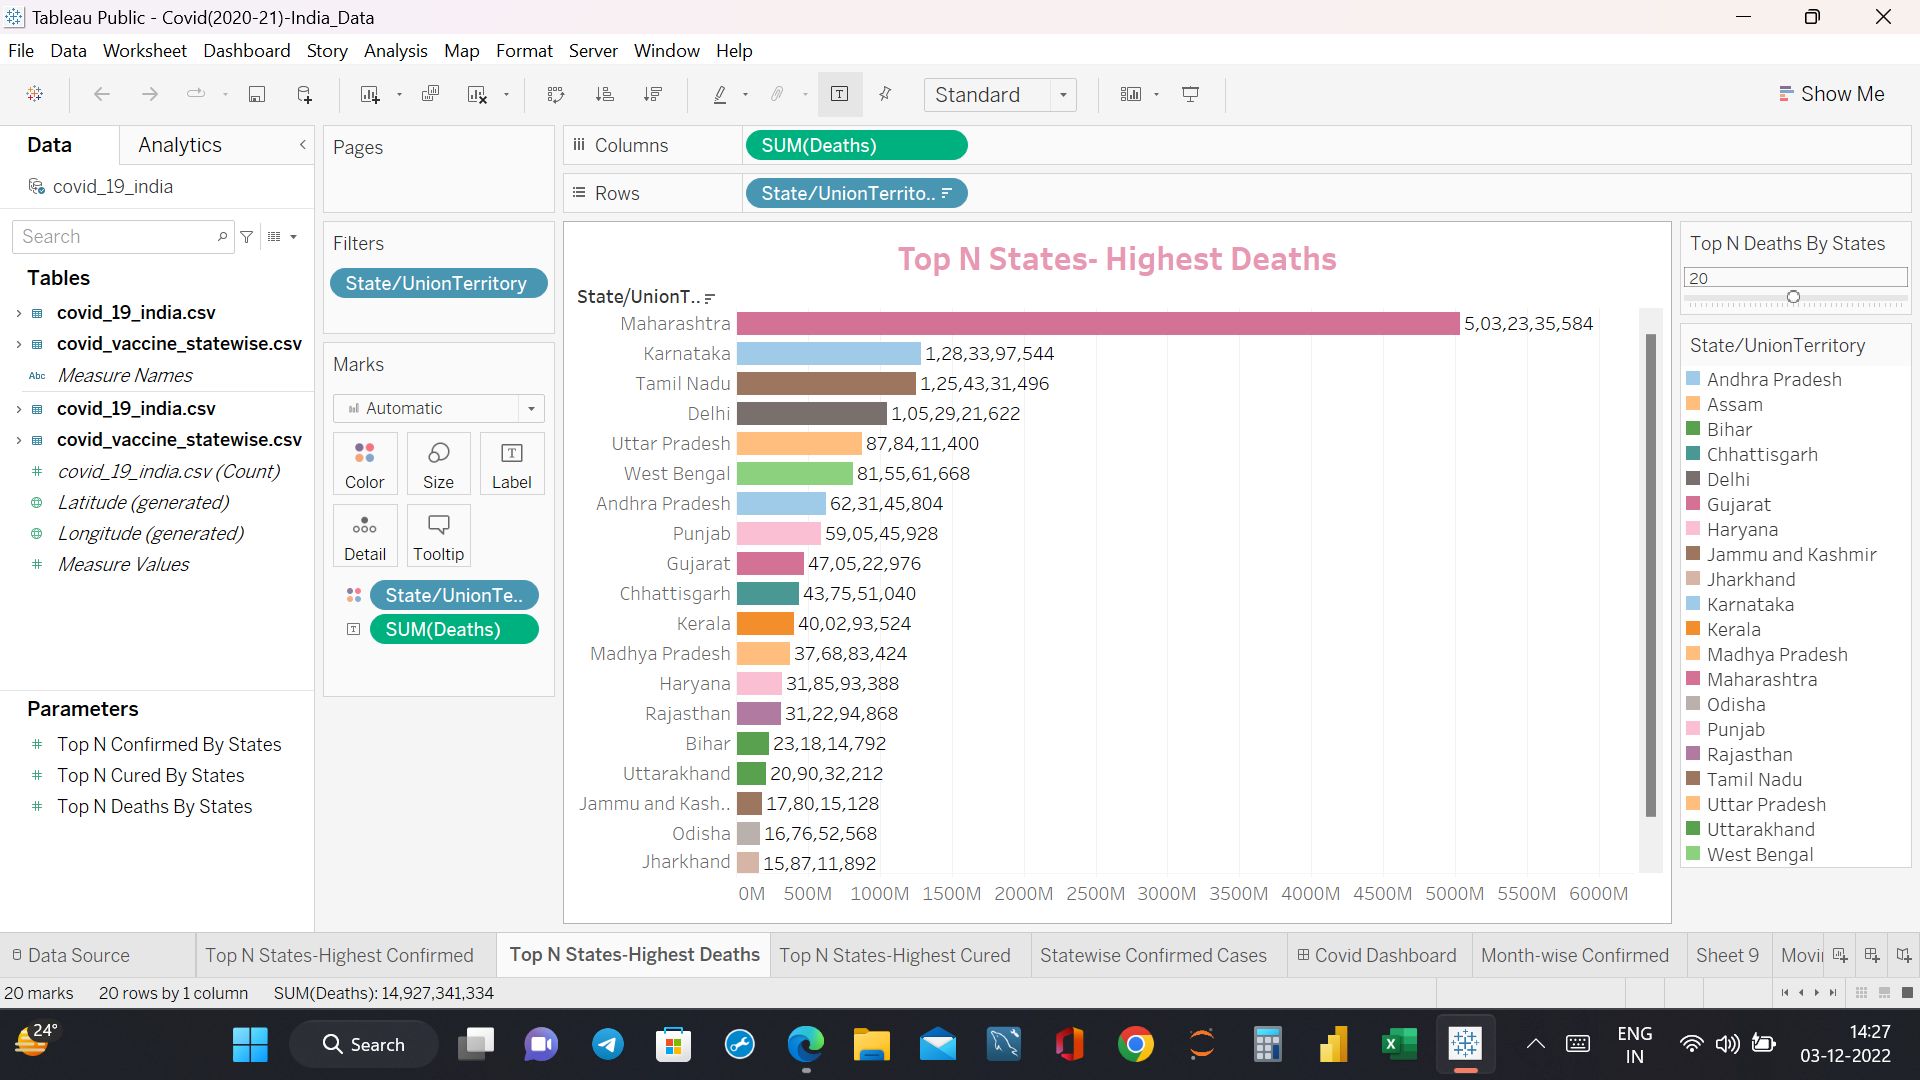 Tableau Public - Covid(2020-21)-India_Data
File Data Worksheet Dashboard Story Analysis Map Format Server Window Help
Standard
Show Me
Data Analytics
covid_19_india
Search
Tables
covid_19_india.csv
covid_vaccine_statewise.csv
Abc Measure Names
covid_19_india.csv
covid_vaccine_statewise.csv
covid_19_india.csv (Count)
Latitude (generated)
Longitude (generated)
Measure Values
Parameters
Top N Confirmed By States
Top N Cured By States
Top N Deaths By States
Pages
Filters
State/UnionTerritory
Marks
Automatic
Color Size Label
Detail Tooltip
State/UnionTe..
SUM(Deaths)
Columns SUM(Deaths)
Rows State/UnionTerrito..
Top N States- Highest Deaths
State/UnionT..
Maharashtra 5,03,23,35,584
Karnataka 1,28,33,97,544
Tamil Nadu 1,25,43,31,496
Delhi 1,05,29,21,622
Uttar Pradesh 87,84,11,400
West Bengal 81,55,61,668
Andhra Pradesh 62,31,45,804
Punjab 59,05,45,928
Gujarat 47,05,22,976
Chhattisgarh 43,75,51,040
Kerala 40,02,93,524
Madhya Pradesh 37,68,83,424
Haryana 31,85,93,388
Rajasthan 31,22,94,868
Bihar 23,18,14,792
Uttarakhand 20,90,32,212
Jammu and Kash.. 17,80,15,128
Odisha 16,76,52,568
Jharkhand 15,87,11,892
0M 500M 1000M 1500M 2000M 2500M 3000M 3500M 4000M 4500M 5000M 5500M 6000M
Top N Deaths By States
20
State/UnionTerritory
Andhra Pradesh
Assam
Bihar
Chhattisgarh
Delhi
Gujarat
Haryana
Jammu and Kashmir
Jharkhand
Karnataka
Kerala
Madhya Pradesh
Maharashtra
Odisha
Punjab
Rajasthan
Tamil Nadu
Uttar Pradesh
Uttarakhand
West Bengal
Data Source Top N States-Highest Confirmed Top N States-Highest Deaths Top N States-Highest Cured Statewise Confirmed Cases Covid Dashboard Month-wise Confirmed Sheet 9 Movi
20 marks 20 rows by 1 column SUM(Deaths): 14,927,341,334
24°
Search
ENG
IN
14:27
03-12-2022